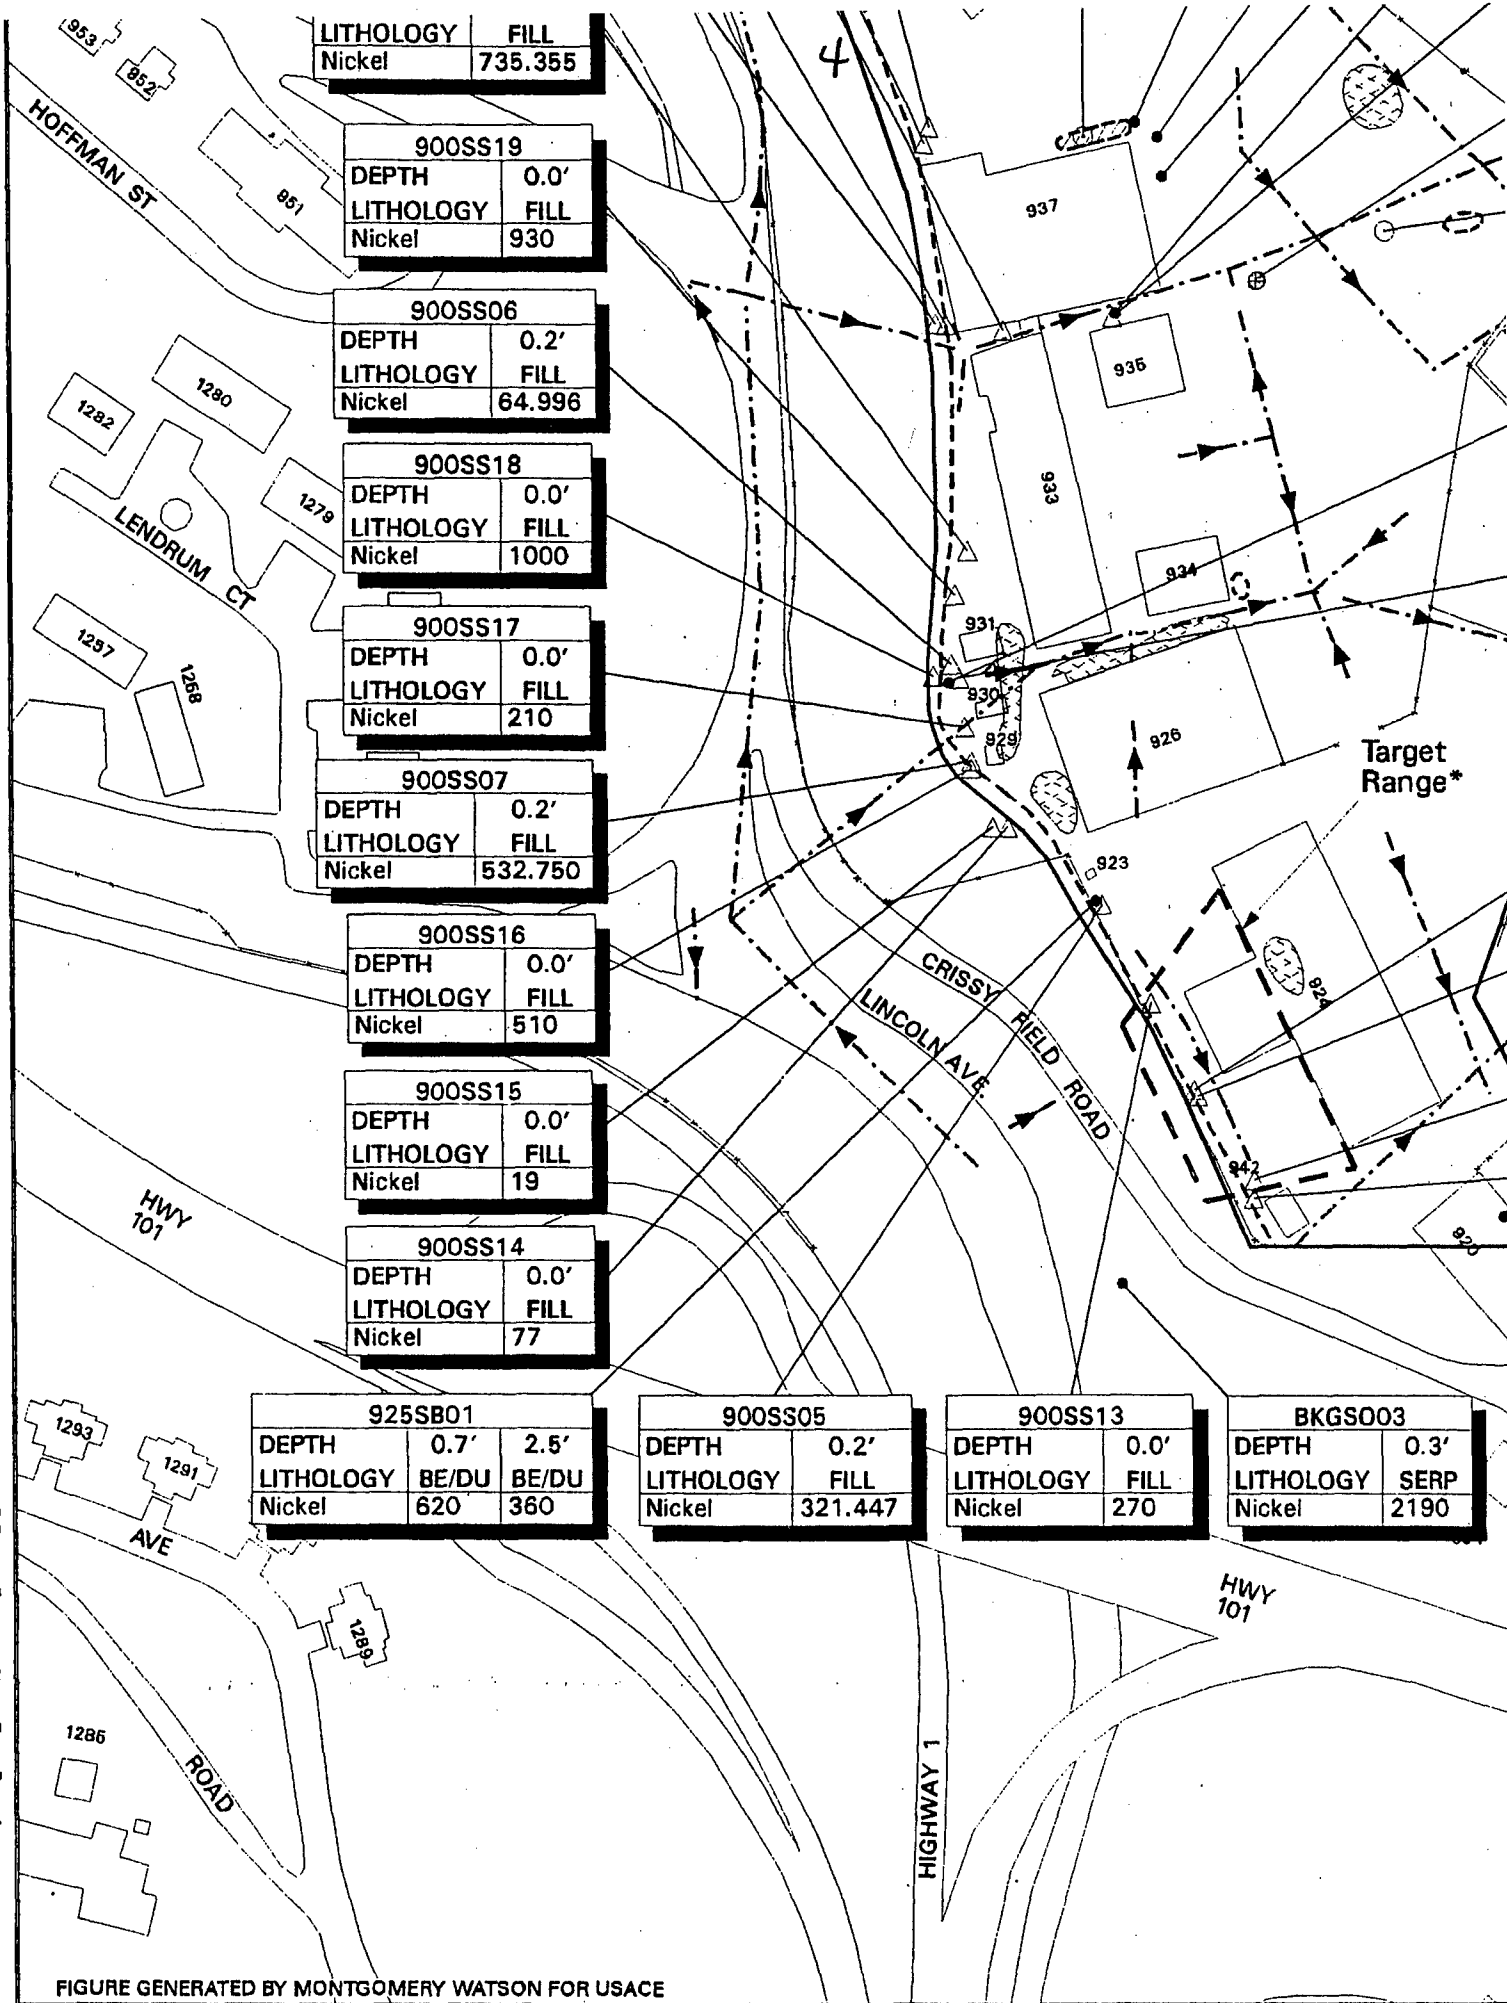 953
952
LITHOLOGY FILL
Nickel 735.355
4
HOFFMAN ST
951
900SS19
DEPTH 0.0'
LITHOLOGY FILL
Nickel 930
937
900SS06
DEPTH 0.2'
LITHOLOGY FILL
Nickel 64.996
935
1280
1282
1279
900SS18
DEPTH 0.0'
LITHOLOGY FILL
Nickel 1000
933
LENDRUM CT
934
1257
1258
900SS17
DEPTH 0.0'
LITHOLOGY FILL
Nickel 210
931
930
929
926
Target
Range*
900SS07
DEPTH 0.2'
LITHOLOGY FILL
Nickel 532.750
923
900SS16
DEPTH 0.0'
LITHOLOGY FILL
Nickel 510
CRISSY FIELD ROAD
LINCOLN AVE.
924
900SS15
DEPTH 0.0'
LITHOLOGY FILL
Nickel 19
942
920
HWY
101
900SS14
DEPTH 0.0'
LITHOLOGY FILL
Nickel 77
1293
1291
925SB01
DEPTH 0.7' 2.5'
LITHOLOGY BE/DU BE/DU
Nickel 620 360
900SS05
DEPTH 0.2'
LITHOLOGY FILL
Nickel 321.447
900SS13
DEPTH 0.0'
LITHOLOGY FILL
Nickel 270
BKGS003
DEPTH 0.3'
LITHOLOGY SERP
Nickel 2190
AVE
1289
HWY
101
1285
ROAD
HIGHWAY 1
FIGURE GENERATED BY MONTGOMERY WATSON FOR USACE